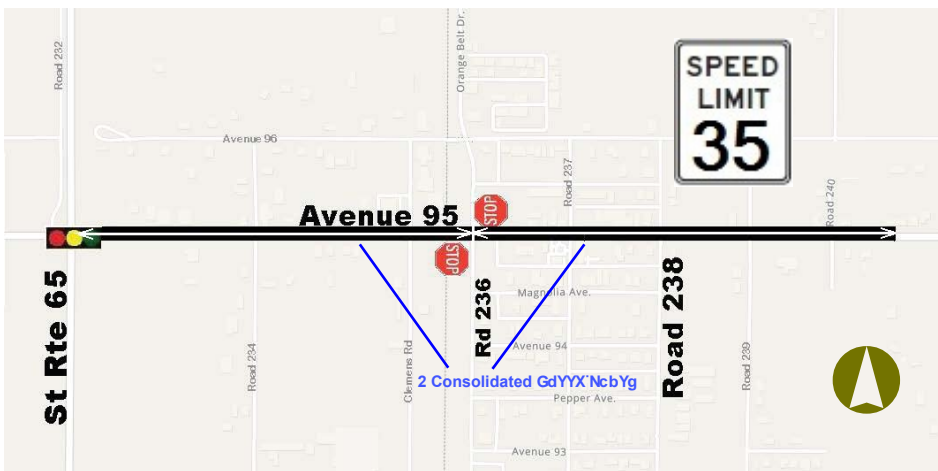 Road 232
Orange Belt Dr.
SPEED
LIMIT
35
Avenue 96
Road 237
Road 240
Avenue 95
STOP
STOP
St Rte 65
Rd 236
Road 238
Magnolia Ave.
Road 234
Clemens Rd
Avenue 94
Road 239
2 Consolidated GdYYX'NcbYg
Pepper Ave.
Avenue 93